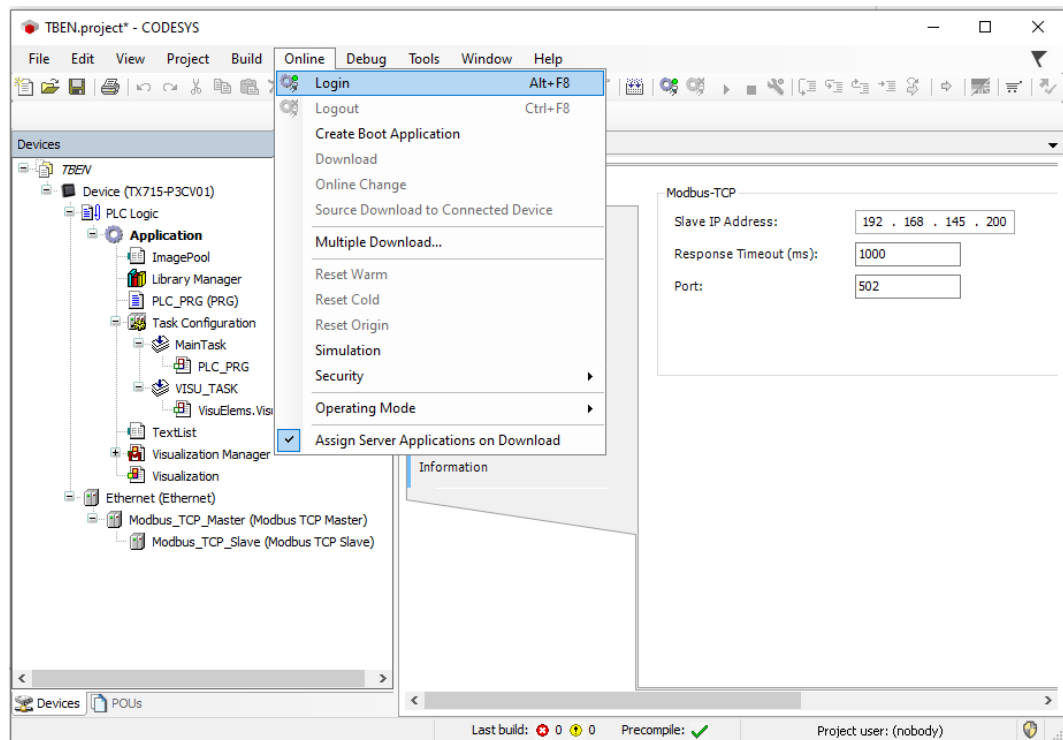 TBEN.project* - CODESYS
File Edit View Project Build Online Debug Tools Window Help
Login Alt+F8
Logout Ctrl+F8
Create Boot Application
Download
Online Change
Source Download to Connected Device
Multiple Download...
Reset Warm
Reset Cold
Reset Origin
Simulation
Security
Operating Mode
Assign Server Applications on Download
Devices
TBEN
Device (TX715-P3CV01)
PLC Logic
Application
ImagePool
Library Manager
PLC_PRG (PRG)
Task Configuration
MainTask
PLC_PRG
VISU_TASK
VisuElems.Visu
TextList
Visualization Manager
Visualization
Ethernet (Ethernet)
Modbus_TCP_Master (Modbus TCP Master)
Modbus_TCP_Slave (Modbus TCP Slave)
Information
Modbus-TCP
Slave IP Address: 192 . 168 . 145 . 200
Response Timeout (ms): 1000
Port: 502
Devices POUs
Last build: 0 0 Precompile: Project user: (nobody)